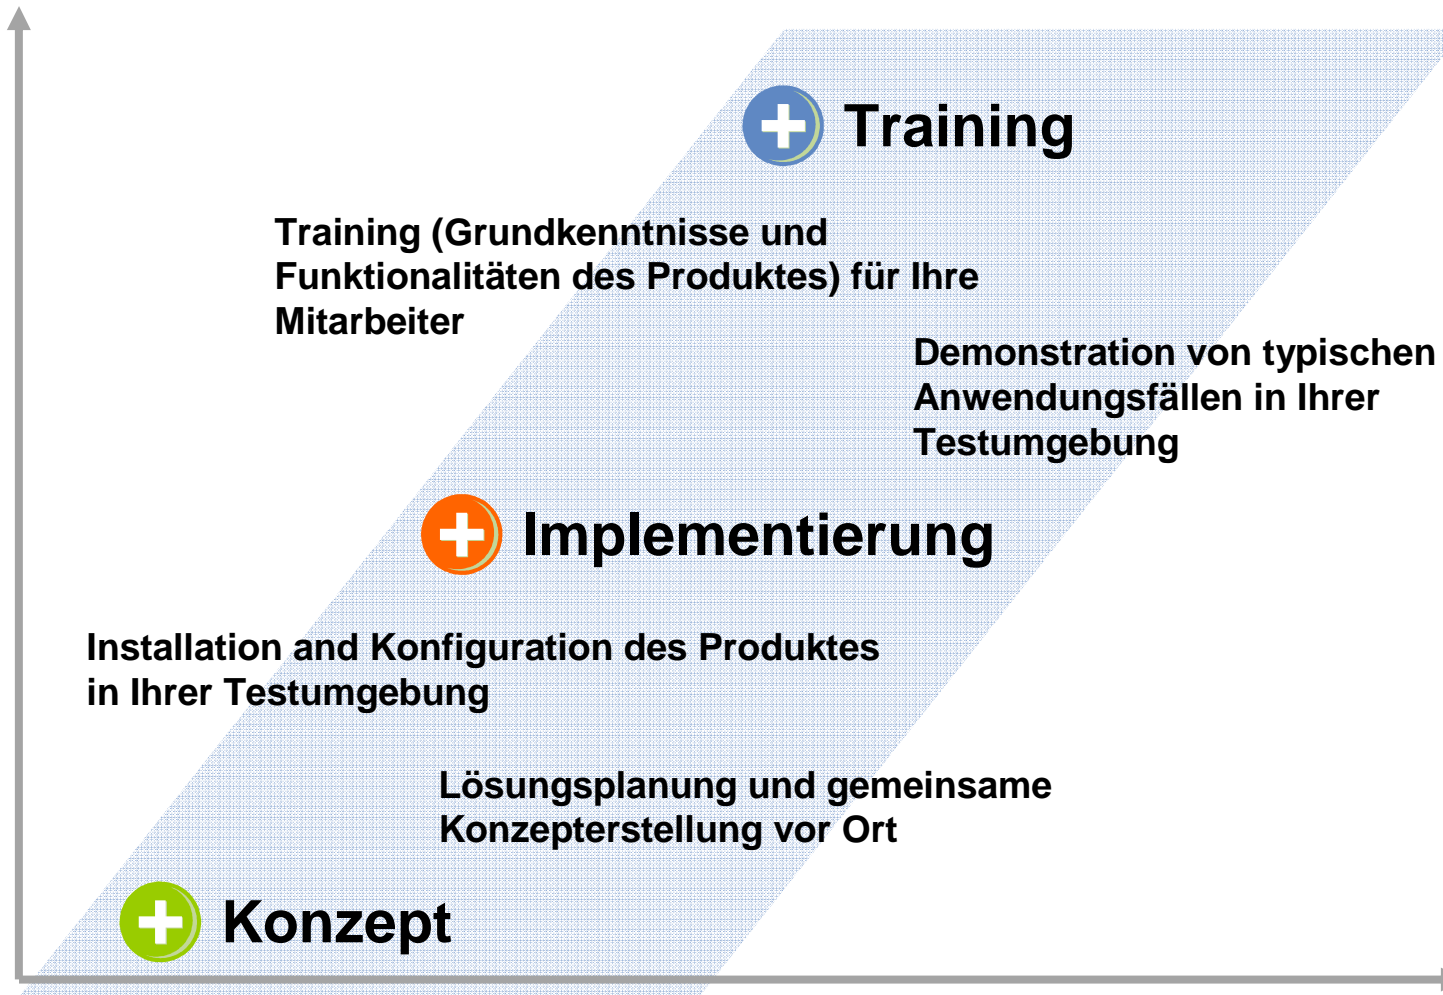 Training
Training (Grundkenntnisse und
Funktionalitäten des Produktes) für Ihre
Mitarbeiter
Demonstration von typischen
Anwendungsfällen in Ihrer
Testumgebung
Implementierung
Installation and Konfiguration des Produktes
in Ihrer Testumgebung
Lösungsplanung und gemeinsame
Konzepterstellung vor Ort
Konzept